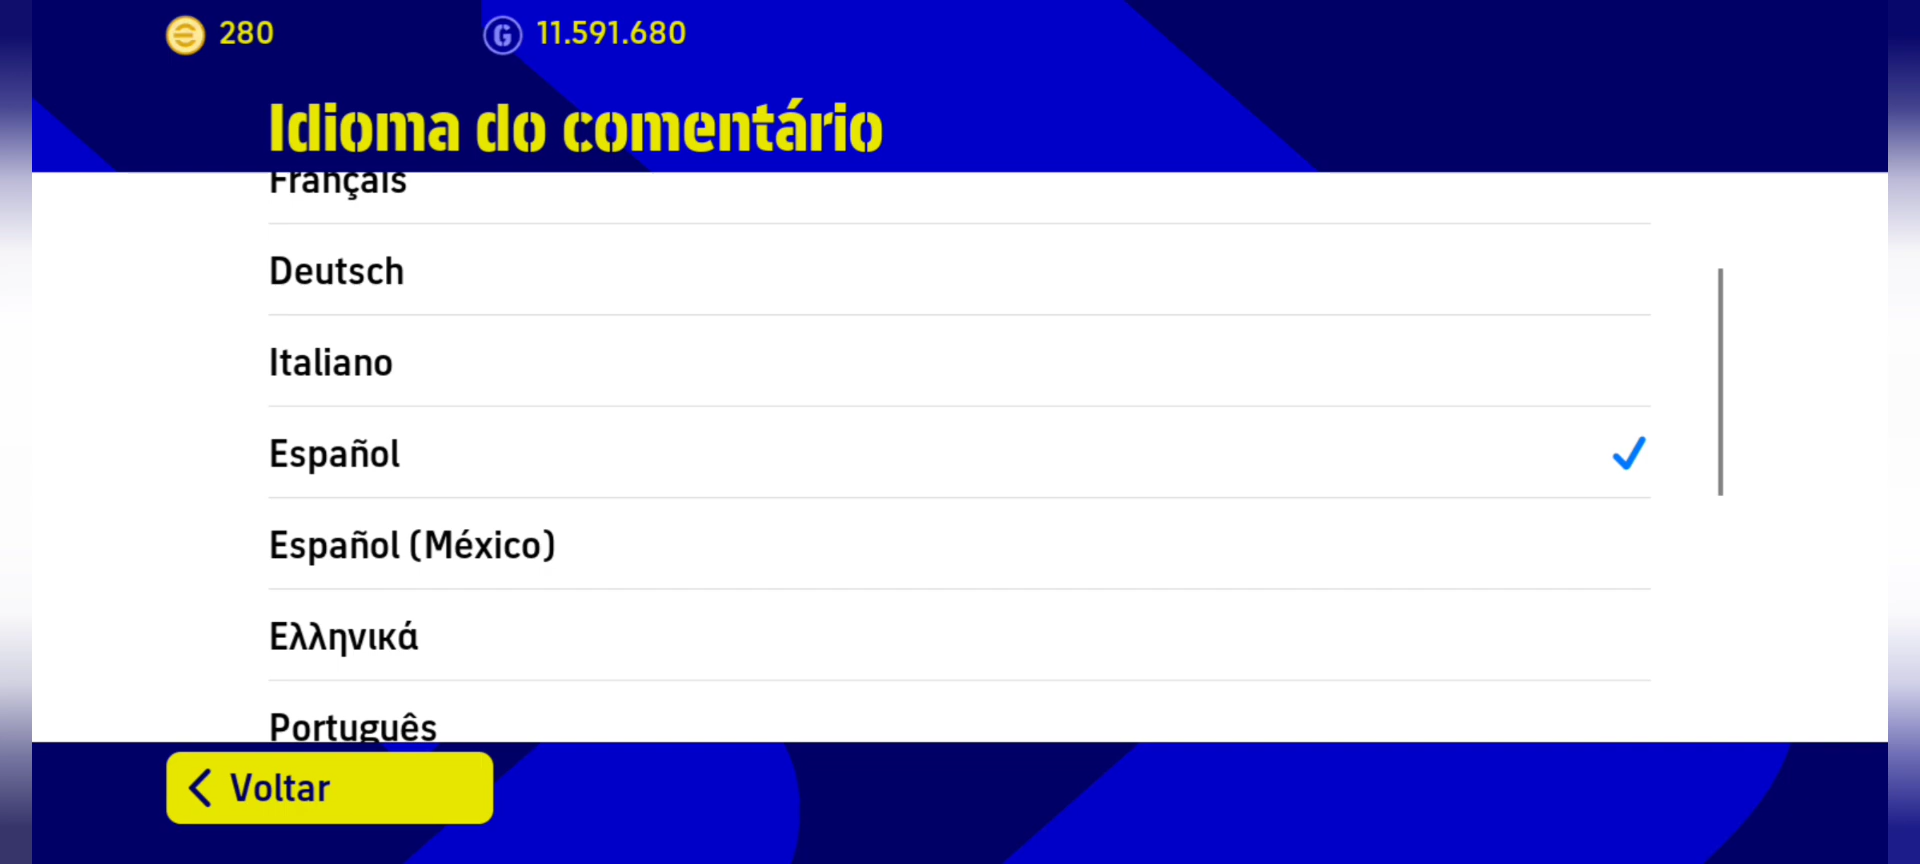 280
11.591.680
Idioma do comentário
Français
Deutsch
Italiano
Español
Español (México)
Ελληνικά
Português
Voltar